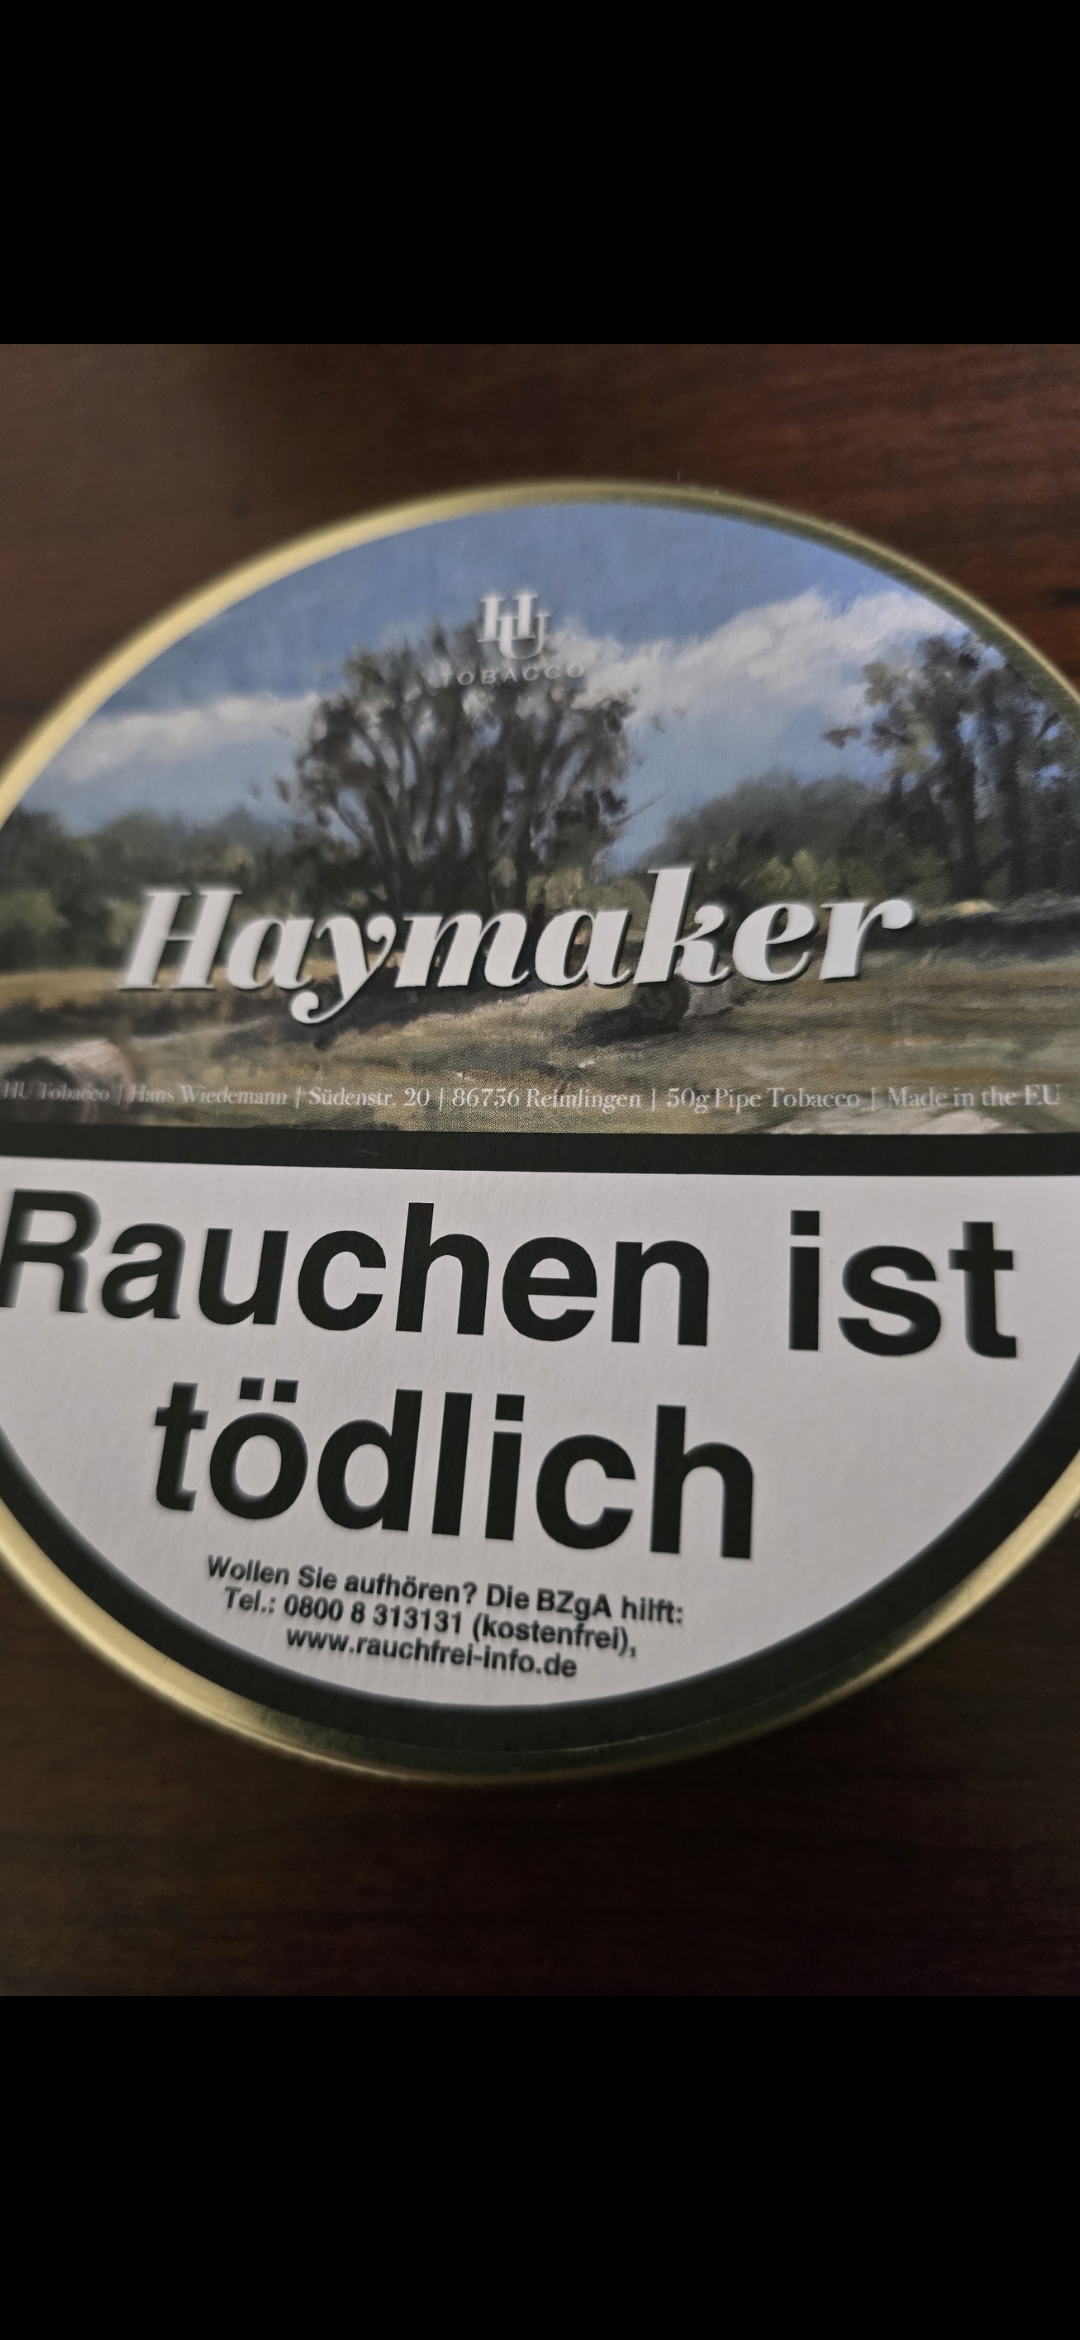 HU
TOBACCO
Haymaker
HU Tobacco | Hans Wiedemann | Südenstr. 20 | 86756 Reimlingen | 50g Pipe Tobacco | Made in the EU
Rauchen ist
tödlich
Wollen Sie aufhören? Die BZgA hilft:
Tel.: 0800 8 313131 (kostenfrei),
www.rauchfrei-info.de